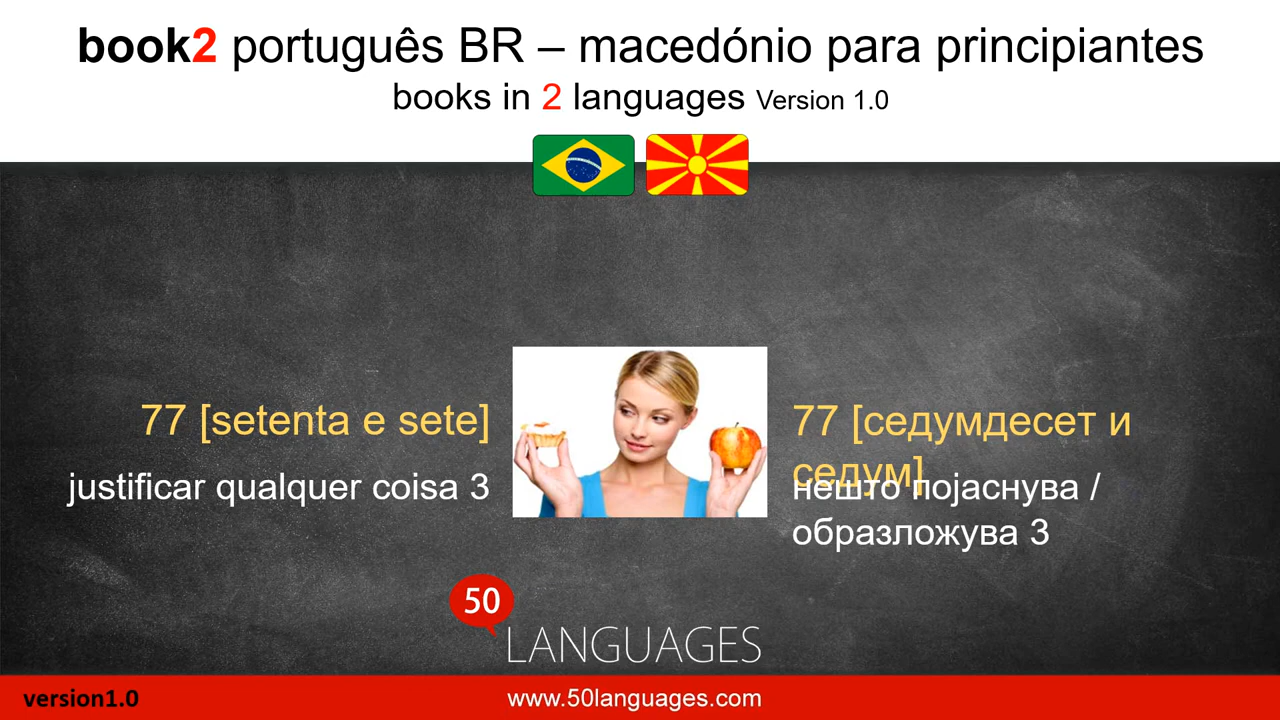 book2 português BR – macedónio para principiantes
books in 2 languages Version 1.0
77 [setenta e sete]
justificar qualquer coisa 3
77 [седумдесет и
седум]
нешто појаснува /
образложува 3
50
LANGUAGES
version1.0
www.50languages.com